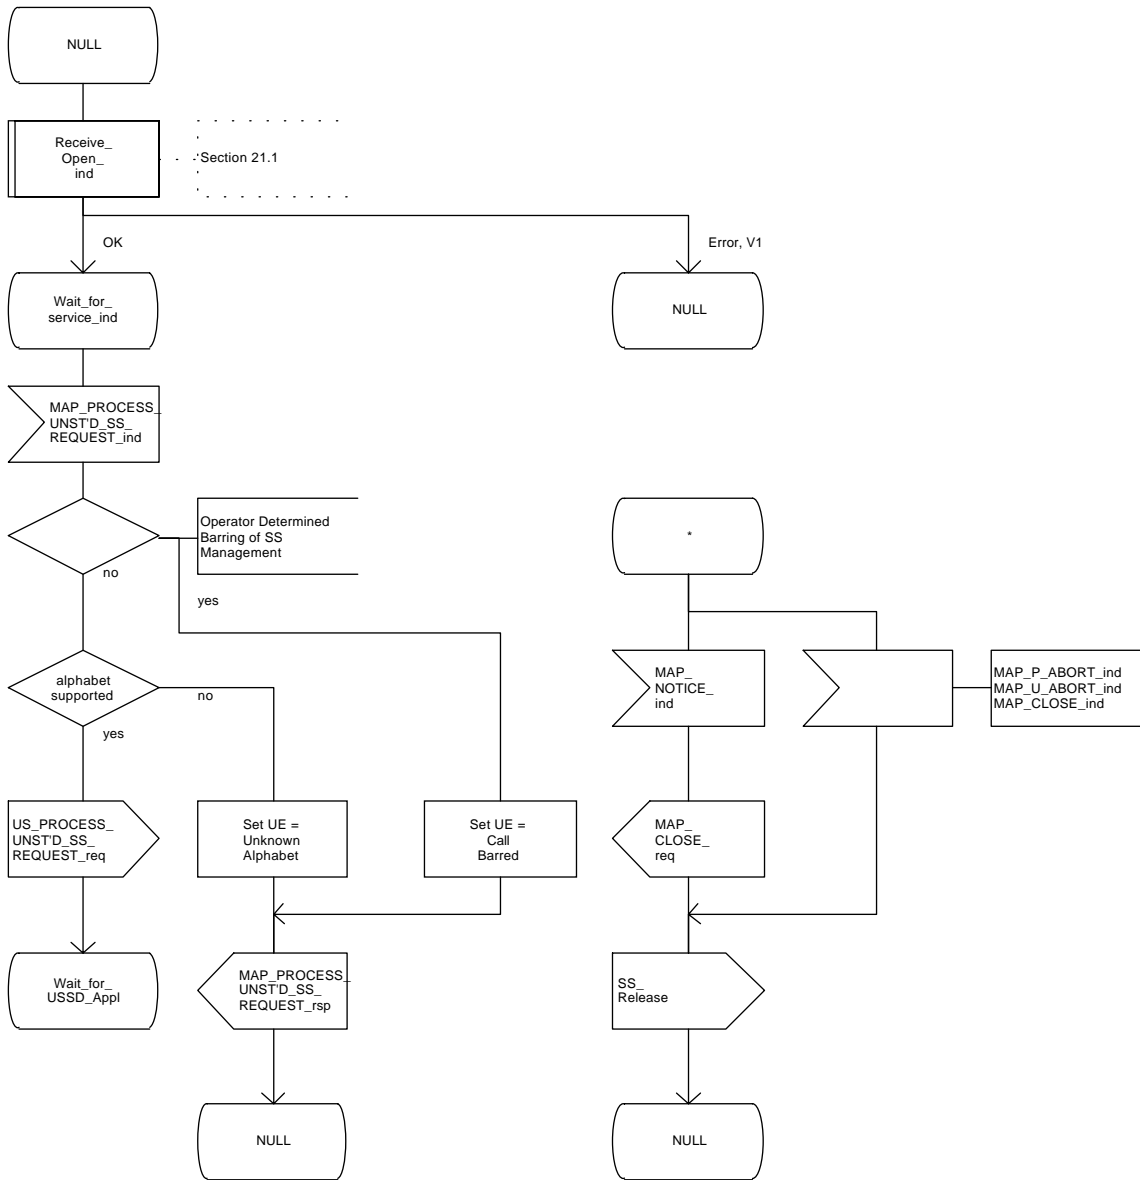 NULL
Receive_
Open_
ind
Section 21.1
OK
Error, V1
Wait_for_
service_ind
NULL
MAP_PROCESS_
UNST'D_SS_
REQUEST_ind
Operator Determined
Barring of SS
Management
*
no
yes
alphabet
supported
no
yes
MAP_
NOTICE_
ind
MAP_P_ABORT_ind
MAP_U_ABORT_ind
MAP_CLOSE_ind
US_PROCESS_
UNST'D_SS_
REQUEST_req
Set UE =
Unknown
Alphabet
Set UE =
Call
Barred
MAP_
CLOSE_
req
Wait_for_
USSD_Appl
MAP_PROCESS_
UNST'D_SS_
REQUEST_rsp
SS_
Release
NULL
NULL